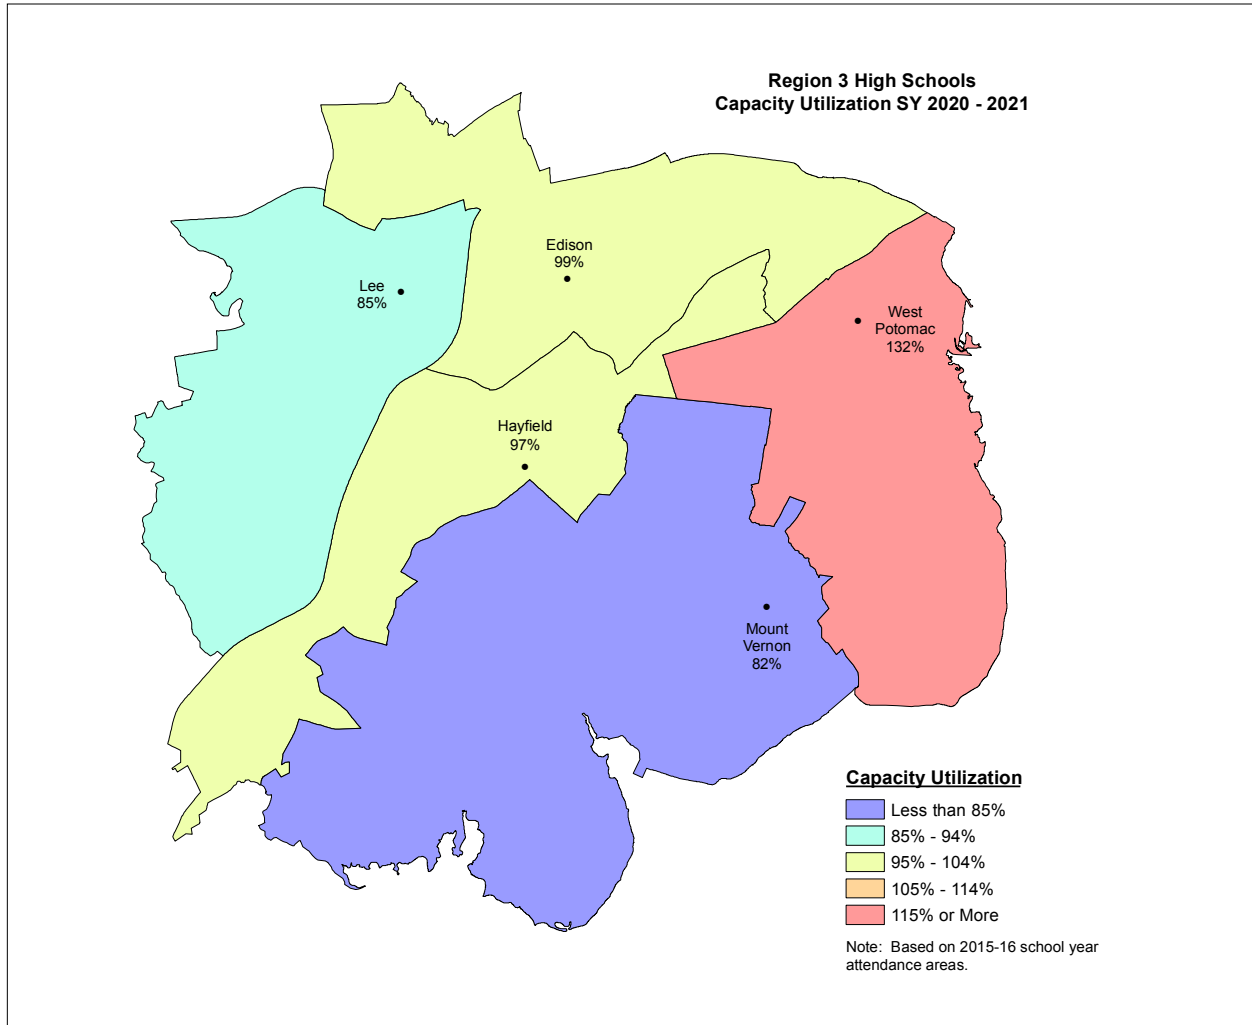 Region 3 High Schools
Capacity Utilization SY 2020 - 2021
Edison
99%
Lee
85%
West
Potomac
132%
Hayfield
97%
Mount
Vernon
82%
Capacity Utilization
Less than 85%
85% - 94%
95% - 104%
105% - 114%
115% or More
Note:  Based on 2015-16 school year
attendance areas.